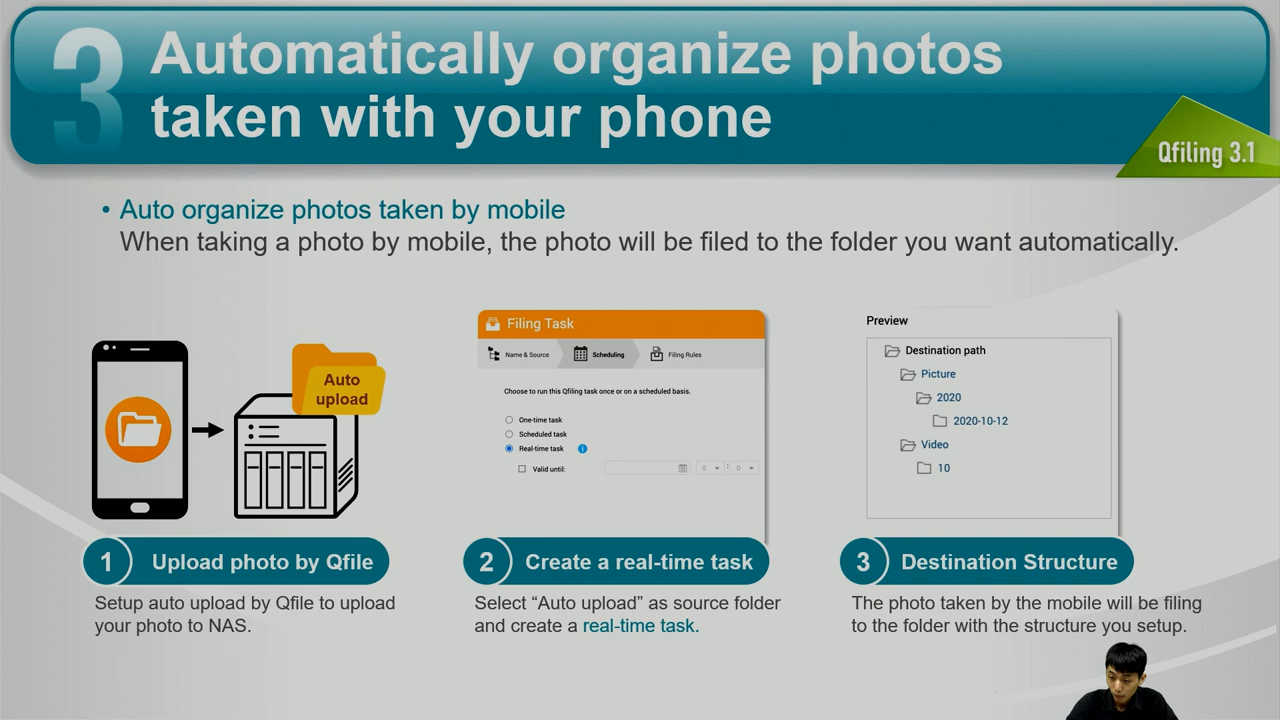 3
Automatically organize photos
taken with your phone
Qfiling 3.1
• Auto organize photos taken by mobile
When taking a photo by mobile, the photo will be filed to the folder you want automatically.
Auto
upload
1 Upload photo by Qfile
Setup auto upload by Qfile to upload
your photo to NAS.
Filing Task
Name & Source Scheduling Filing Rules
Choose to run this Qfiling task once or on a scheduled basis.
One-time task
Scheduled task
Real-time task i
Valid until: 0 : 0
2 Create a real-time task
Select “Auto upload” as source folder
and create a real-time task.
Preview
Destination path
Picture
2020
2020-10-12
Video
10
3 Destination Structure
The photo taken by the mobile will be filing
to the folder with the structure you setup.